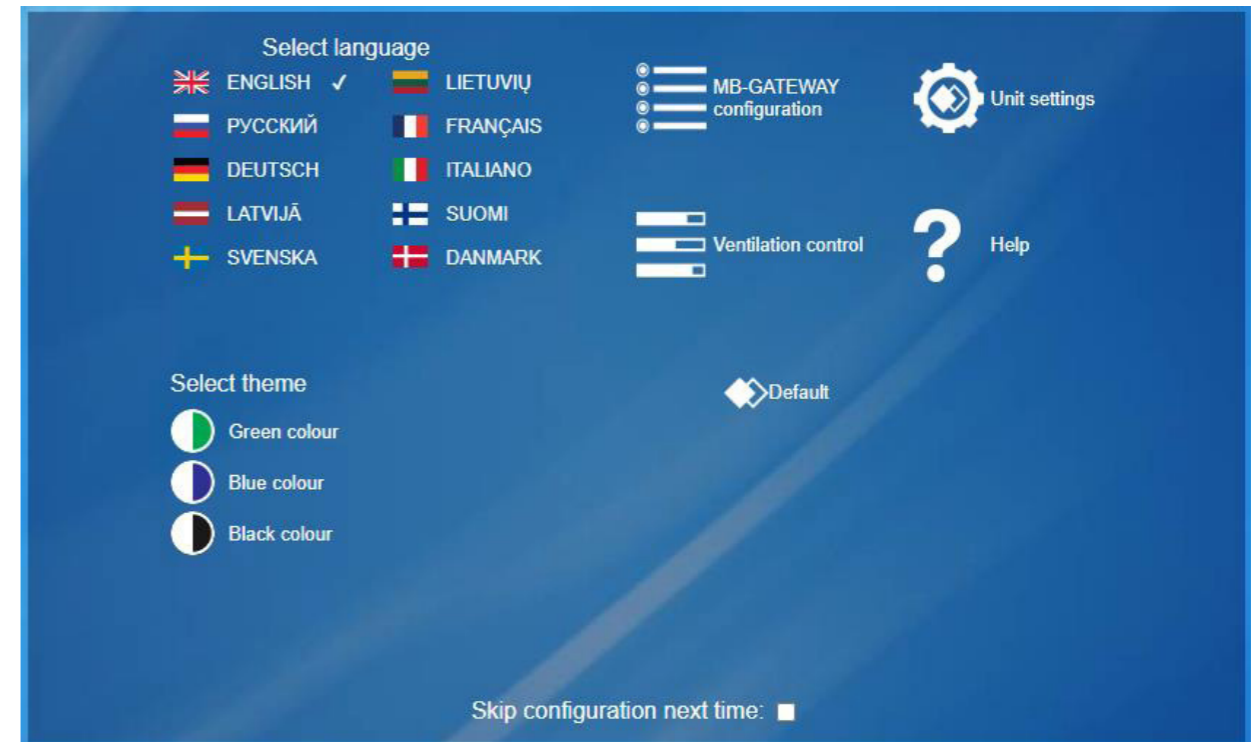 Select language
ENGLISH ✓ LIETUVIŲ
РУССКИЙ FRANÇAIS
DEUTSCH ITALIANO
LATVIJĀ SUOMI
SVENSKA DANMARK
MB-GATEWAY
configuration
Unit settings
Ventilation control
Help
Select theme
Green colour
Blue colour
Black colour
Default
Skip configuration next time: